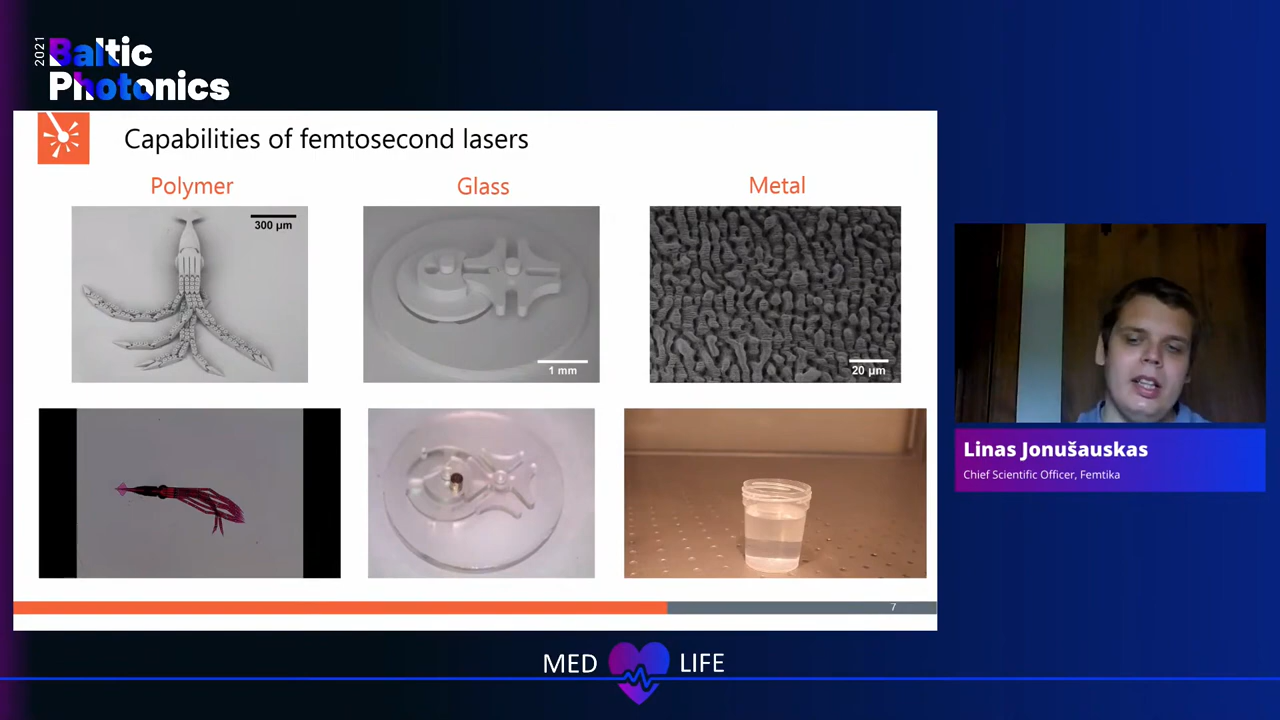 2021
Baltic
Photonics
Capabilities of femtosecond lasers
Polymer
Glass
Metal
300 µm
1 mm
20 µm
Linas Jonušauskas
Chief Scientific Officer, Femtika
7
MED LIFE